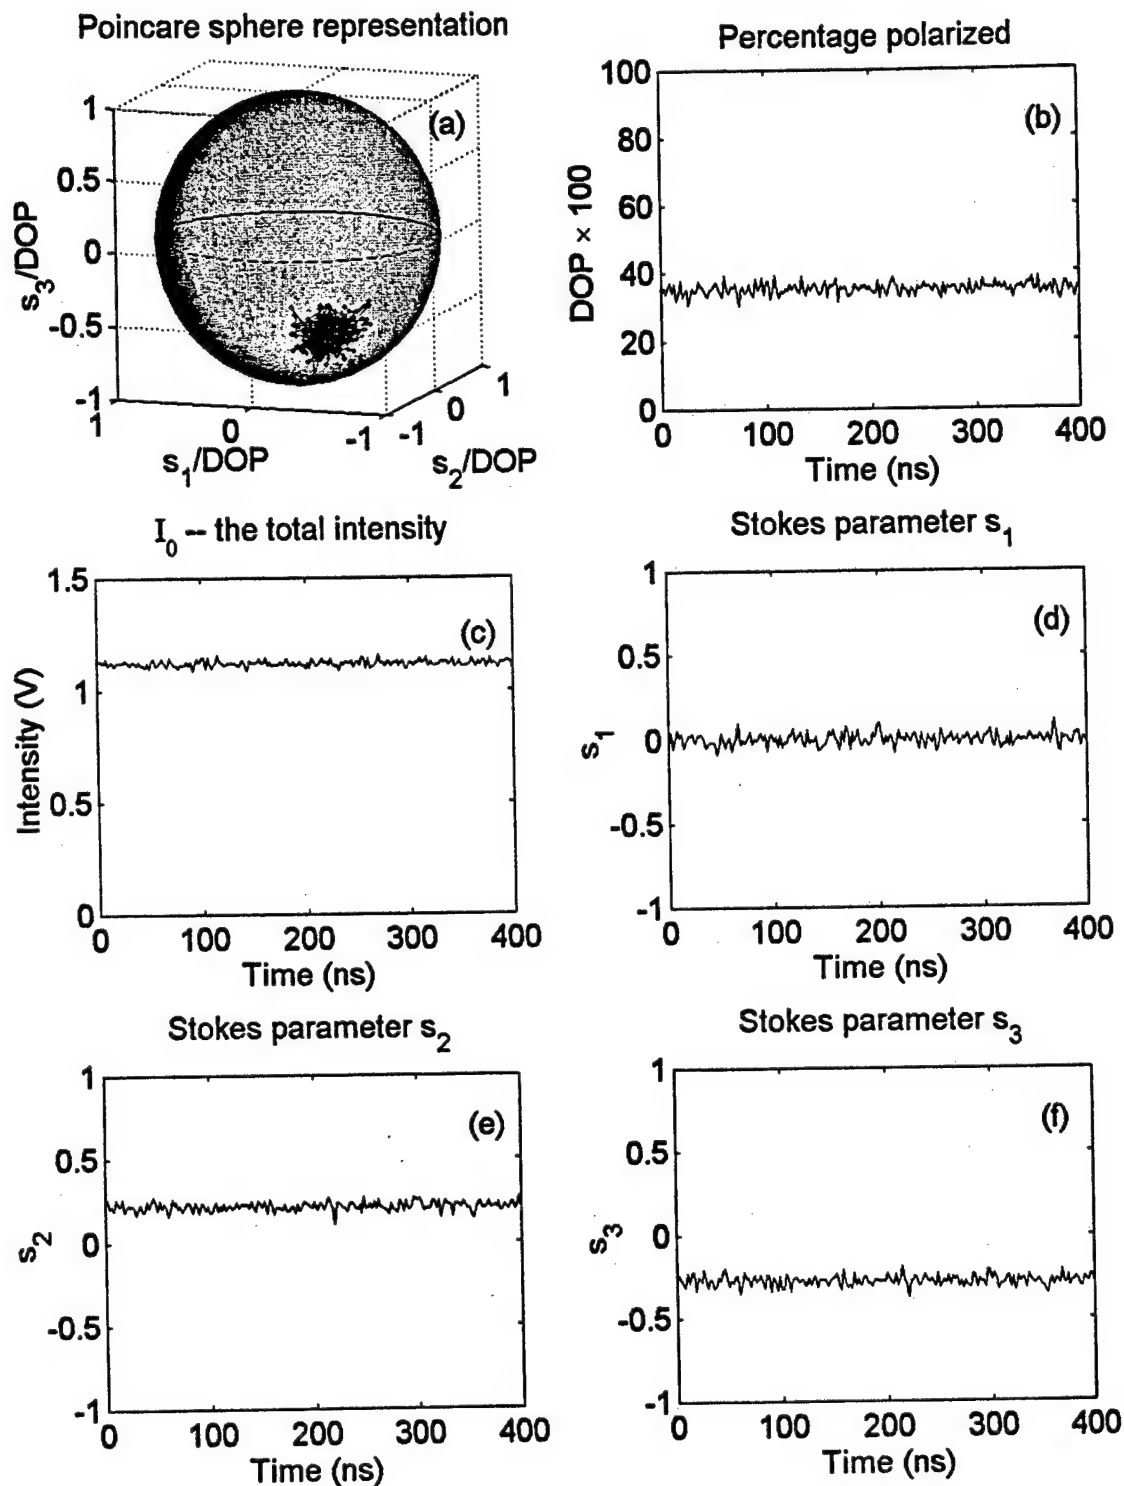 Poincare sphere representation
(a)
1
0.5
0
-0.5
-1
s3/DOP
1
0
-1
s1/DOP
-1
0
1
s2/DOP
Percentage polarized
(b)
100
80
60
40
20
0
DOP × 100
0 100 200 300 400
Time (ns)
I0 – the total intensity
(c)
1.5
1
0.5
0
Intensity (V)
0 100 200 300 400
Time (ns)
Stokes parameter s1
(d)
1
0.5
0
-0.5
-1
s1
0 100 200 300 400
Time (ns)
Stokes parameter s2
(e)
1
0.5
0
-0.5
-1
s2
0 100 200 300 400
Time (ns)
Stokes parameter s3
(f)
1
0.5
0
-0.5
-1
s3
0 100 200 300 400
Time (ns)